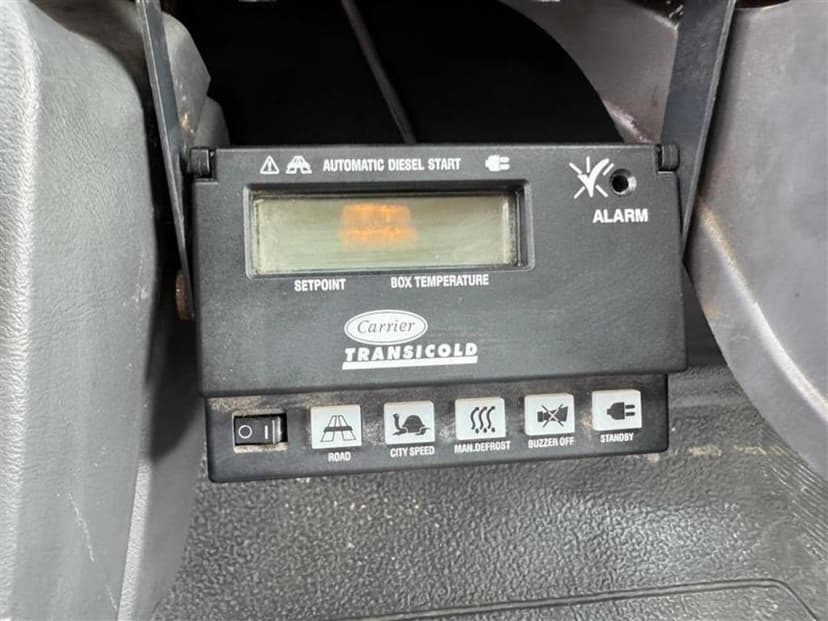 AUTOMATIC DIESEL START
ALARM
SETPOINT BOX TEMPERATURE
Carrier
TRANSICOLD
O I
ROAD CITY SPEED MAN.DEFROST BUZZER OFF STANDBY